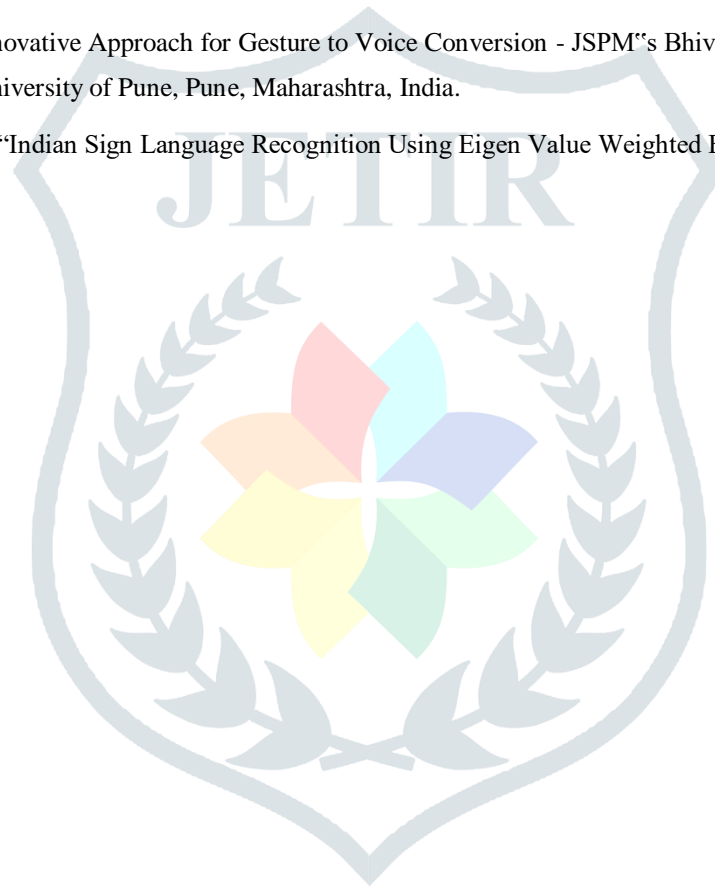 novative Approach for Gesture to Voice Conversion - JSPM‟s Bhiv
niversity of Pune, Pune, Maharashtra, India.
“Indian Sign Language Recognition Using Eigen Value Weighted
JETIR